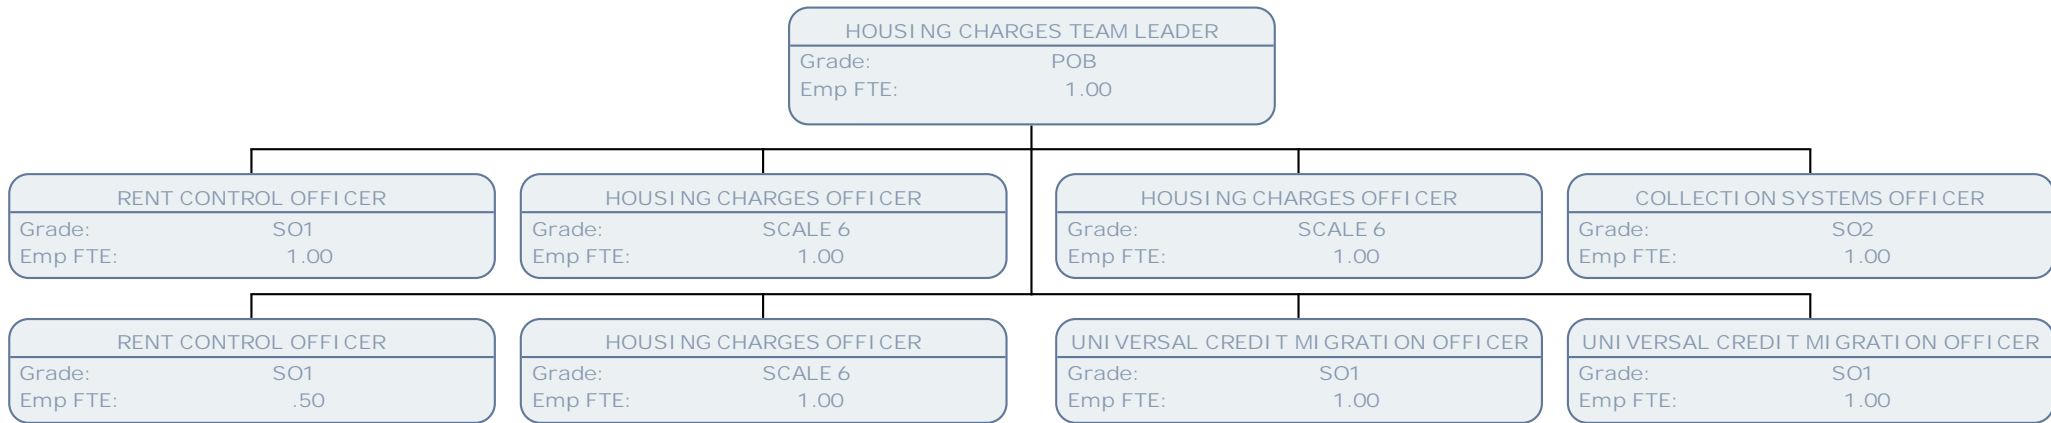 HOUSING CHARGES TEAM LEADER
Grade: POB
Emp FTE: 1.00
RENT CONTROL OFFICER
Grade: SO1
Emp FTE: 1.00
HOUSING CHARGES OFFICER
Grade: SCALE 6
Emp FTE: 1.00
HOUSING CHARGES OFFICER
Grade: SCALE 6
Emp FTE: 1.00
COLLECTION SYSTEMS OFFICER
Grade: SO2
Emp FTE: 1.00
RENT CONTROL OFFICER
Grade: SO1
Emp FTE: .50
HOUSING CHARGES OFFICER
Grade: SCALE 6
Emp FTE: 1.00
UNIVERSAL CREDIT MIGRATION OFFICER
Grade: SO1
Emp FTE: 1.00
UNIVERSAL CREDIT MIGRATION OFFICER
Grade: SO1
Emp FTE: 1.00